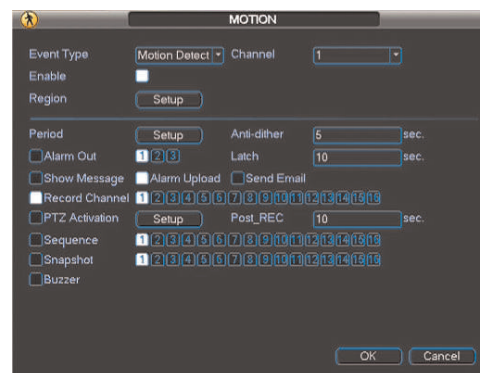 MOTION
Event Type Motion Detect Channel 1
Enable
Region Setup
Period Setup Anti-dither 5 sec.
Alarm Out 1 2 3 Latch 10 sec.
Show Message Alarm Upload Send Email
Record Channel 1 2 3 4 5 6 7 8 9 10 11 12 13 14 15 16
PTZ Activation Setup Post_REC 10 sec.
Sequence 1 2 3 4 5 6 7 8 9 10 11 12 13 14 15 16
Snapshot 1 2 3 4 5 6 7 8 9 10 11 12 13 14 15 16
Buzzer
OK Cancel